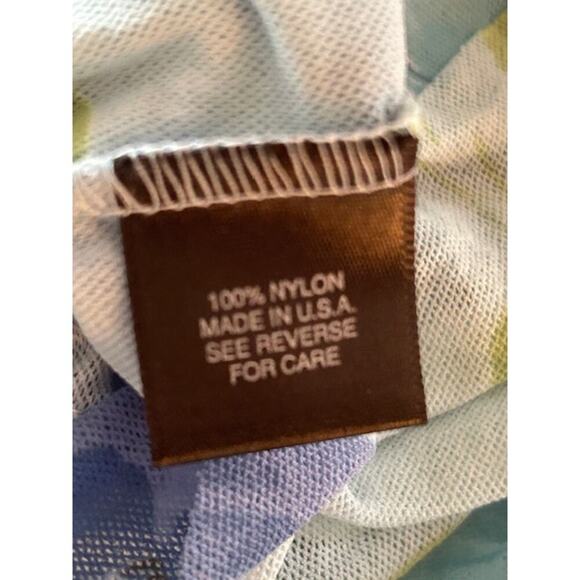 100% NYLON
MADE IN U.S.A.
SEE REVERSE
FOR CARE